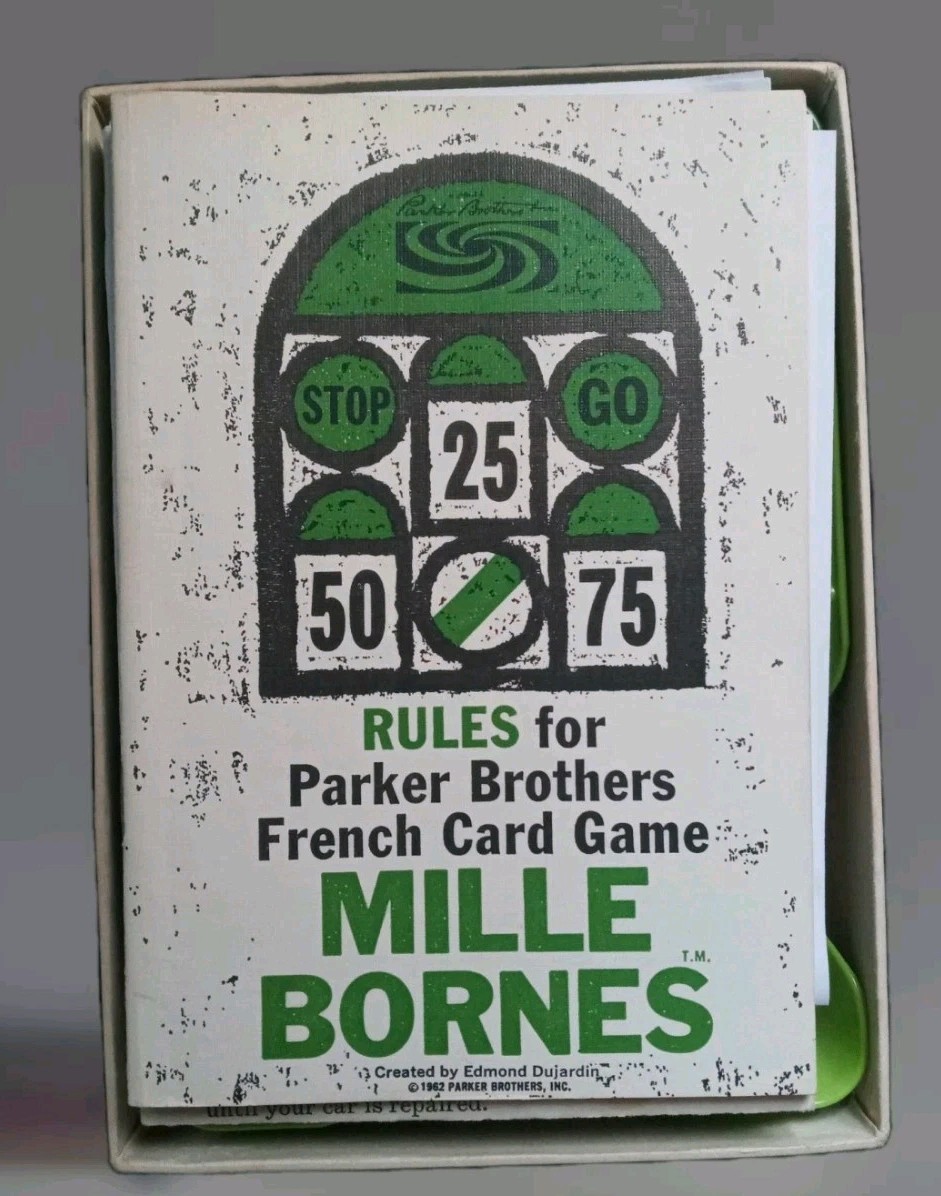 Parker Brothers Inc.
STOP
GO
25
50
75
RULES for
Parker Brothers
French Card Game
MILLE
BORNES
T.M.
Created by Edmond Dujardin
©1962 PARKER BROTHERS, INC.
until your car is repaired.